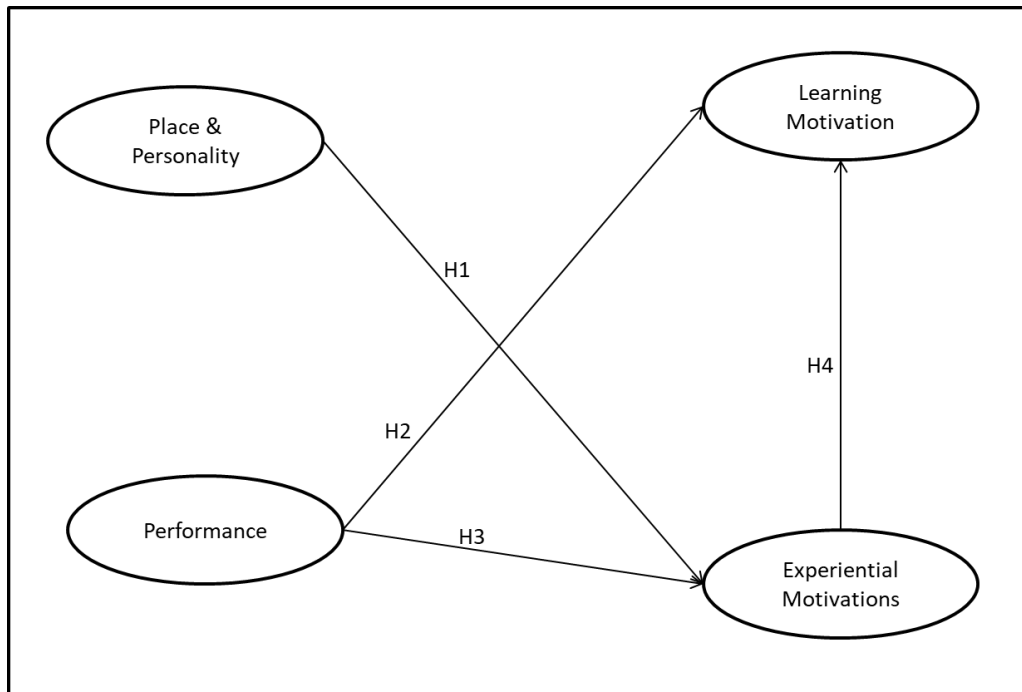 Place &
Personality
Learning
Motivation
H1
H4
H2
Performance
H3
Experiential
Motivations